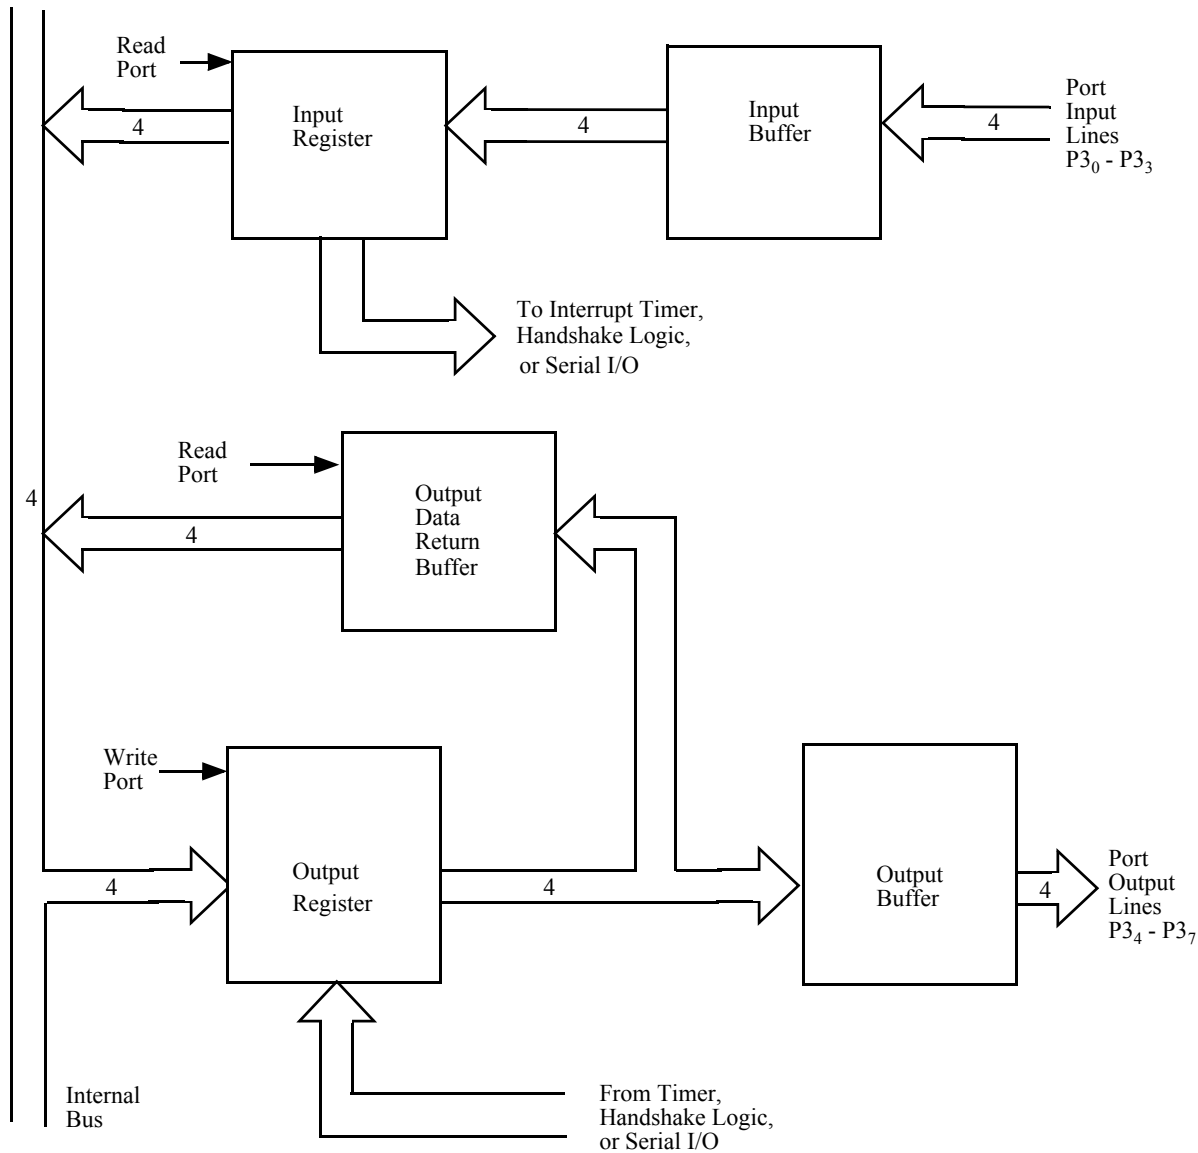 Read
Port
Input
Register
Input
Buffer
Port
Input
Lines
P3₀ - P3₃
4
4
4
To Interrupt Timer,
Handshake Logic,
or Serial I/O
Read
Port
Output
Data
Return
Buffer
4
4
Write
Port
Output
Register
Output
Buffer
Port
Output
Lines
P3₄ - P3₇
4
4
4
Internal
Bus
From Timer,
Handshake Logic,
or Serial I/O